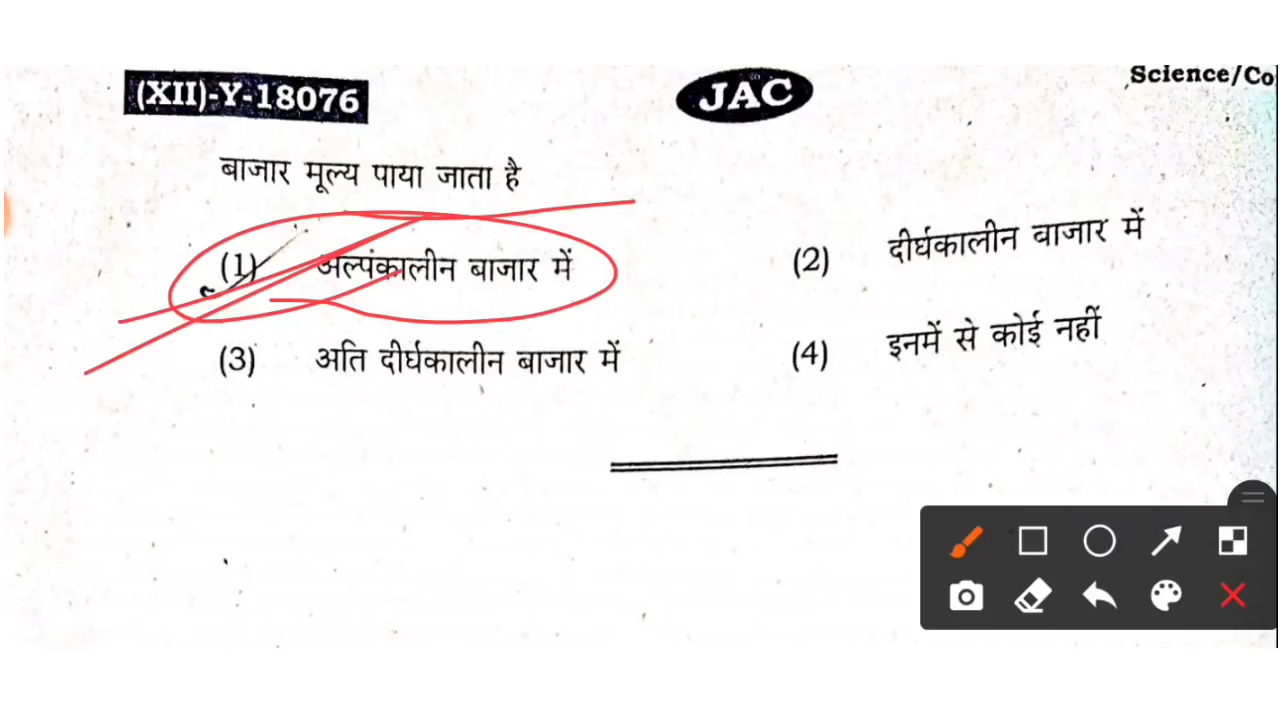 (XII)-Y-18076
JAC
Science/Co
बाजार मूल्य पाया जाता है
(1) अल्पकालीन बाजार में
(2) दीर्घकालीन बाजार में
(3) अति दीर्घकालीन बाजार में
(4) इनमें से कोई नहीं